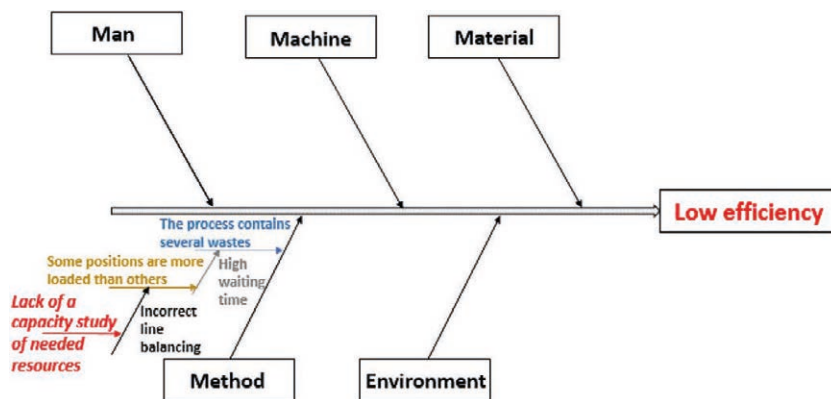 Man
Machine
Material
Low efficiency
The process contains
several wastes
Some positions are more
loaded than others
High
waiting
time
Lack of a
capacity study
of needed
resources
Incorrect
line
balancing
Method
Environment